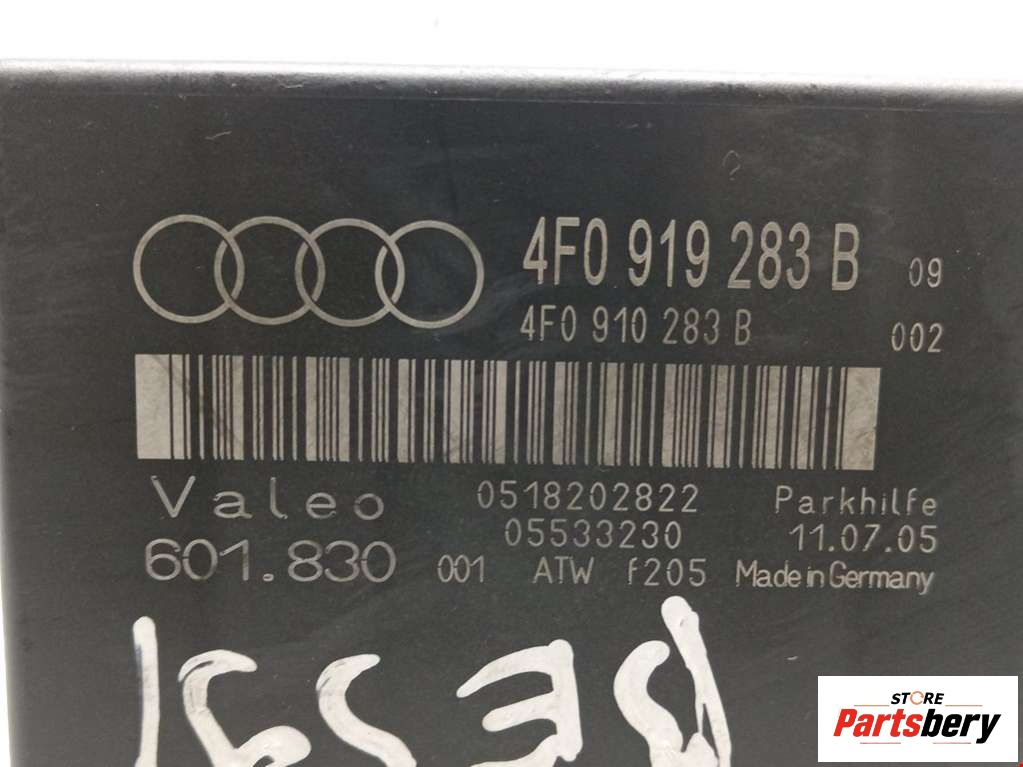 4F0 919 283 B 09
4F0 910 283 B 002
Valeo 0518202822 Parkhilfe
05533230 11.07.05
601.830 001 ATW f205 Made in Germany
STORE
Partsbery